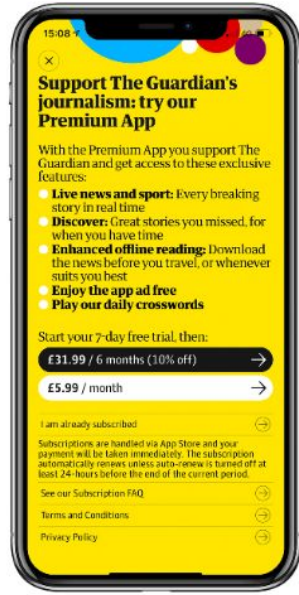 15:08
Support The Guardian's
journalism: try our
Premium App
With the Premium App you support The
Guardian and get access to these exclusive
features:
Live news and sport: Every breaking
story in real time
Discover: Great stories you missed, for
when you have time
Enhanced offline reading: Download
the news before you travel, or whenever
suits you best
Enjoy the app ad free
Play our daily crosswords
Start your 7-day free trial, then:
£31.99 / 6 months (10% off)
£5.99 / month
I am already subscribed
Subscriptions are handled via App Store and your
payment will be taken immediately. The subscription
automatically renews unless auto-renew is turned off at
least 24-hours before the end of the current period.
See our Subscription FAQ
Terms and Conditions
Privacy Policy